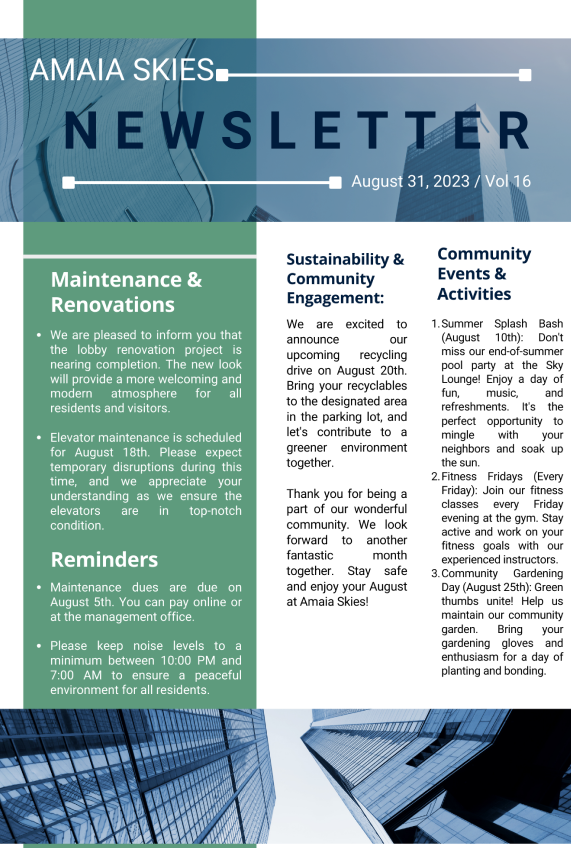 AMAIA SKIES
NEWSLETTER
August 31, 2023 / Vol 16
Maintenance &
Renovations
• We are pleased to inform you that
the lobby renovation project is
nearing completion. The new look
will provide a more welcoming and
modern atmosphere for all
residents and visitors.
• Elevator maintenance is scheduled
for August 18th. Please expect
temporary disruptions during this
time, and we appreciate your
understanding as we ensure the
elevators are in top-notch
condition.
Reminders
• Maintenance dues are due on
August 5th. You can pay online or
at the management office.
• Please keep noise levels to a
minimum between 10:00 PM and
7:00 AM to ensure a peaceful
environment for all residents.
Sustainability &
Community
Engagement:
We are excited to
announce our
upcoming recycling
drive on August 20th.
Bring your recyclables
to the designated area
in the parking lot, and
let's contribute to a
greener environment
together.
Thank you for being a
part of our wonderful
community. We look
forward to another
fantastic month
together. Stay safe
and enjoy your August
at Amaia Skies!
Community
Events &
Activities
1. Summer Splash Bash
(August 10th): Don't
miss our end-of-summer
pool party at the Sky
Lounge! Enjoy a day of
fun, music, and
refreshments. It's the
perfect opportunity to
mingle with your
neighbors and soak up
the sun.
2. Fitness Fridays (Every
Friday): Join our fitness
classes every Friday
evening at the gym. Stay
active and work on your
fitness goals with our
experienced instructors.
3. Community Gardening
Day (August 25th): Green
thumbs unite! Help us
maintain our community
garden. Bring your
gardening gloves and
enthusiasm for a day of
planting and bonding.